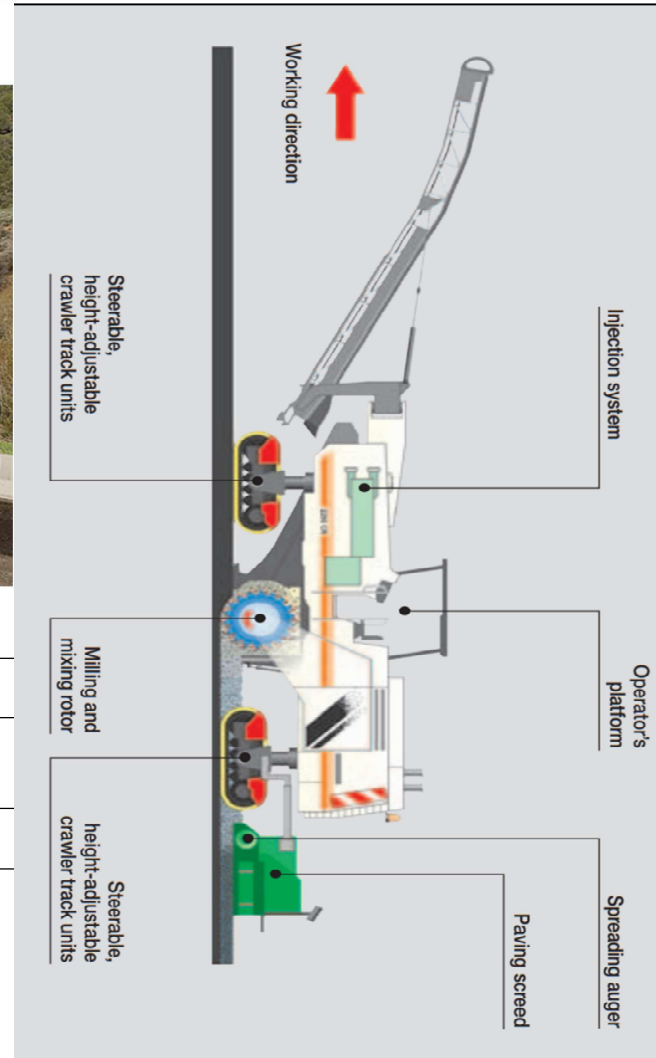 Working direction
Injection system
Operator's
platform
Spreading auger
Paving screed
Steerable,
height-adjustable
crawler track units
Milling and
mixing rotor
Steerable,
height-adjustable
crawler track units